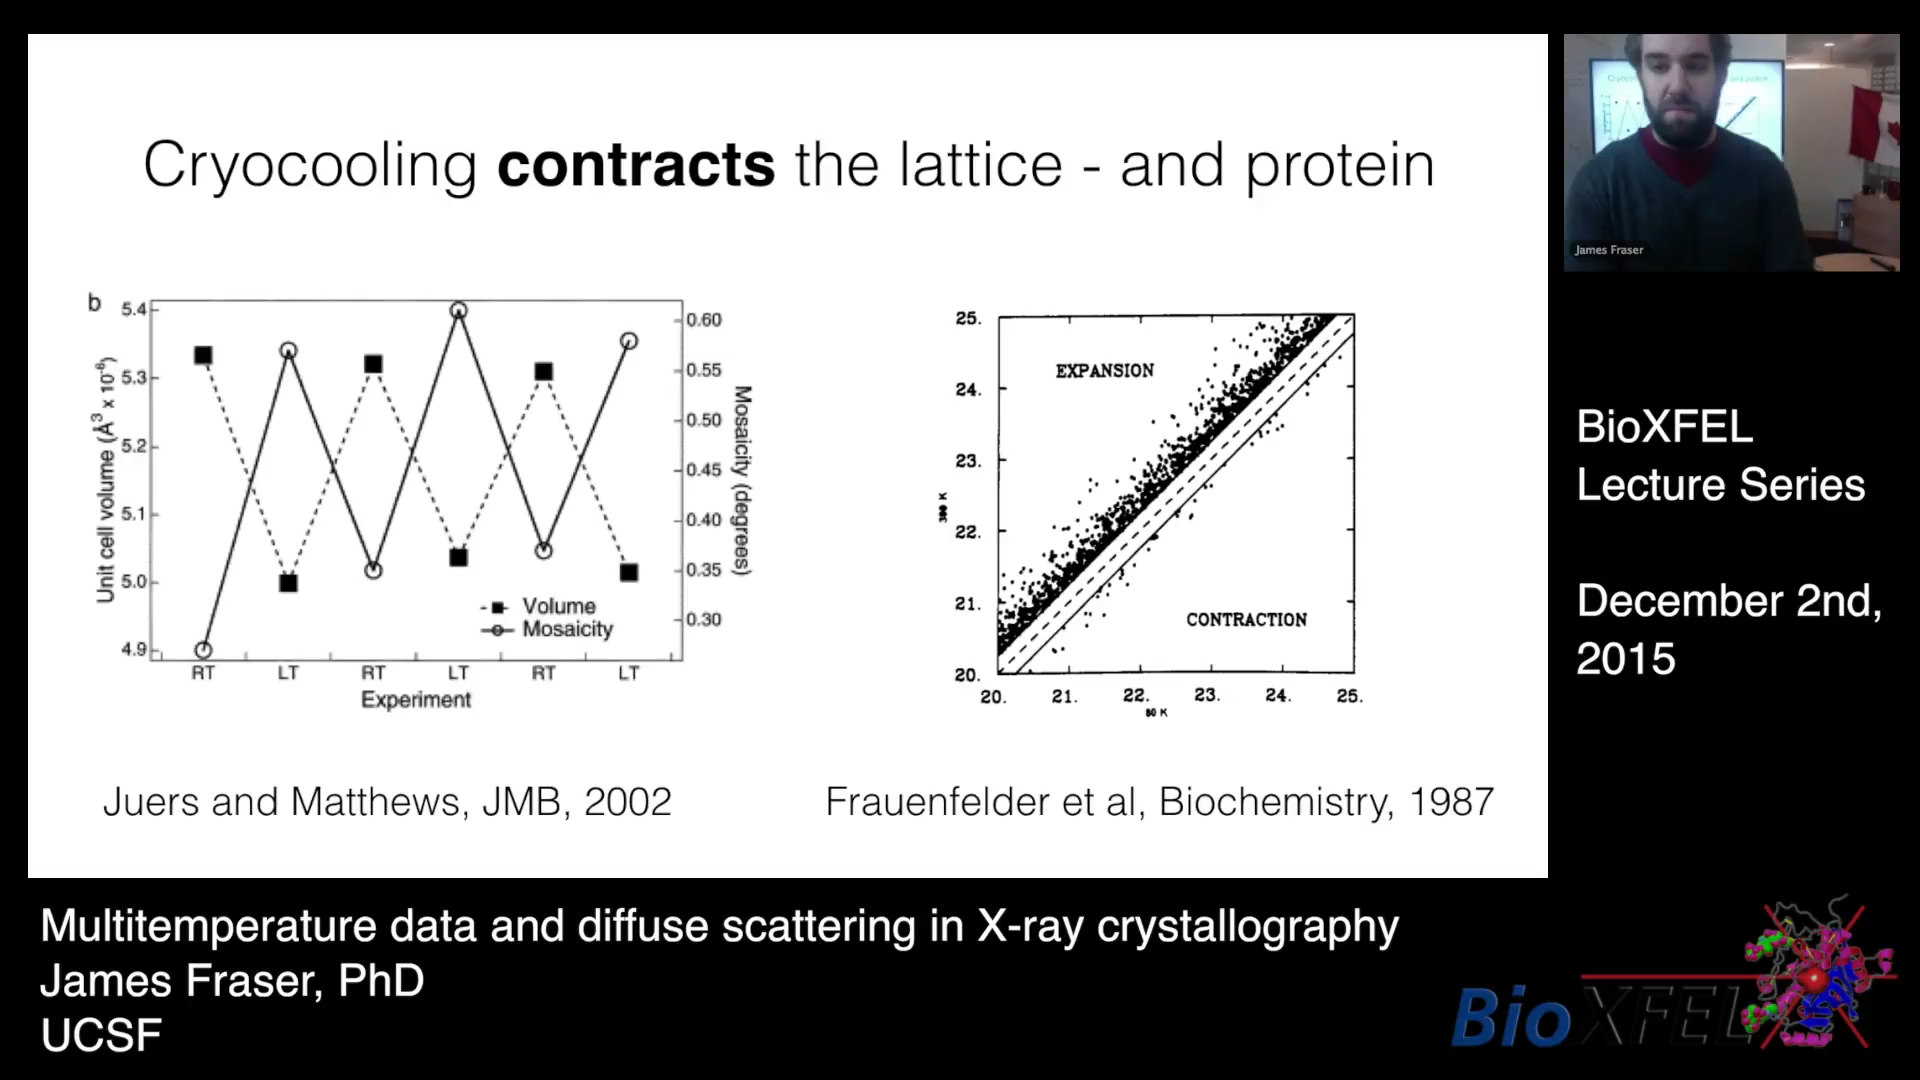 Cryocooling contracts the lattice - and protein
b
5.4
5.3
5.2
5.1
5.0
4.9
Unit cell volume (Å3 x 10-6)
0.60
0.55
0.50
0.45
0.40
0.35
0.30
Mosaicity (degrees)
Volume
Mosaicity
RT LT RT LT RT LT
Experiment
25.
24.
23.
22.
21.
20.
300 K
EXPANSION
CONTRACTION
20. 21. 22. 23. 24. 25.
80 K
Juers and Matthews, JMB, 2002
Frauenfelder et al, Biochemistry, 1987
James Fraser
BioXFEL
Lecture Series
December 2nd,
2015
Multitemperature data and diffuse scattering in X-ray crystallography
James Fraser, PhD
UCSF
BioXFEL